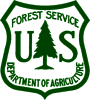 FOREST SERVICE
U S
DEPARTMENT OF AGRICULTURE